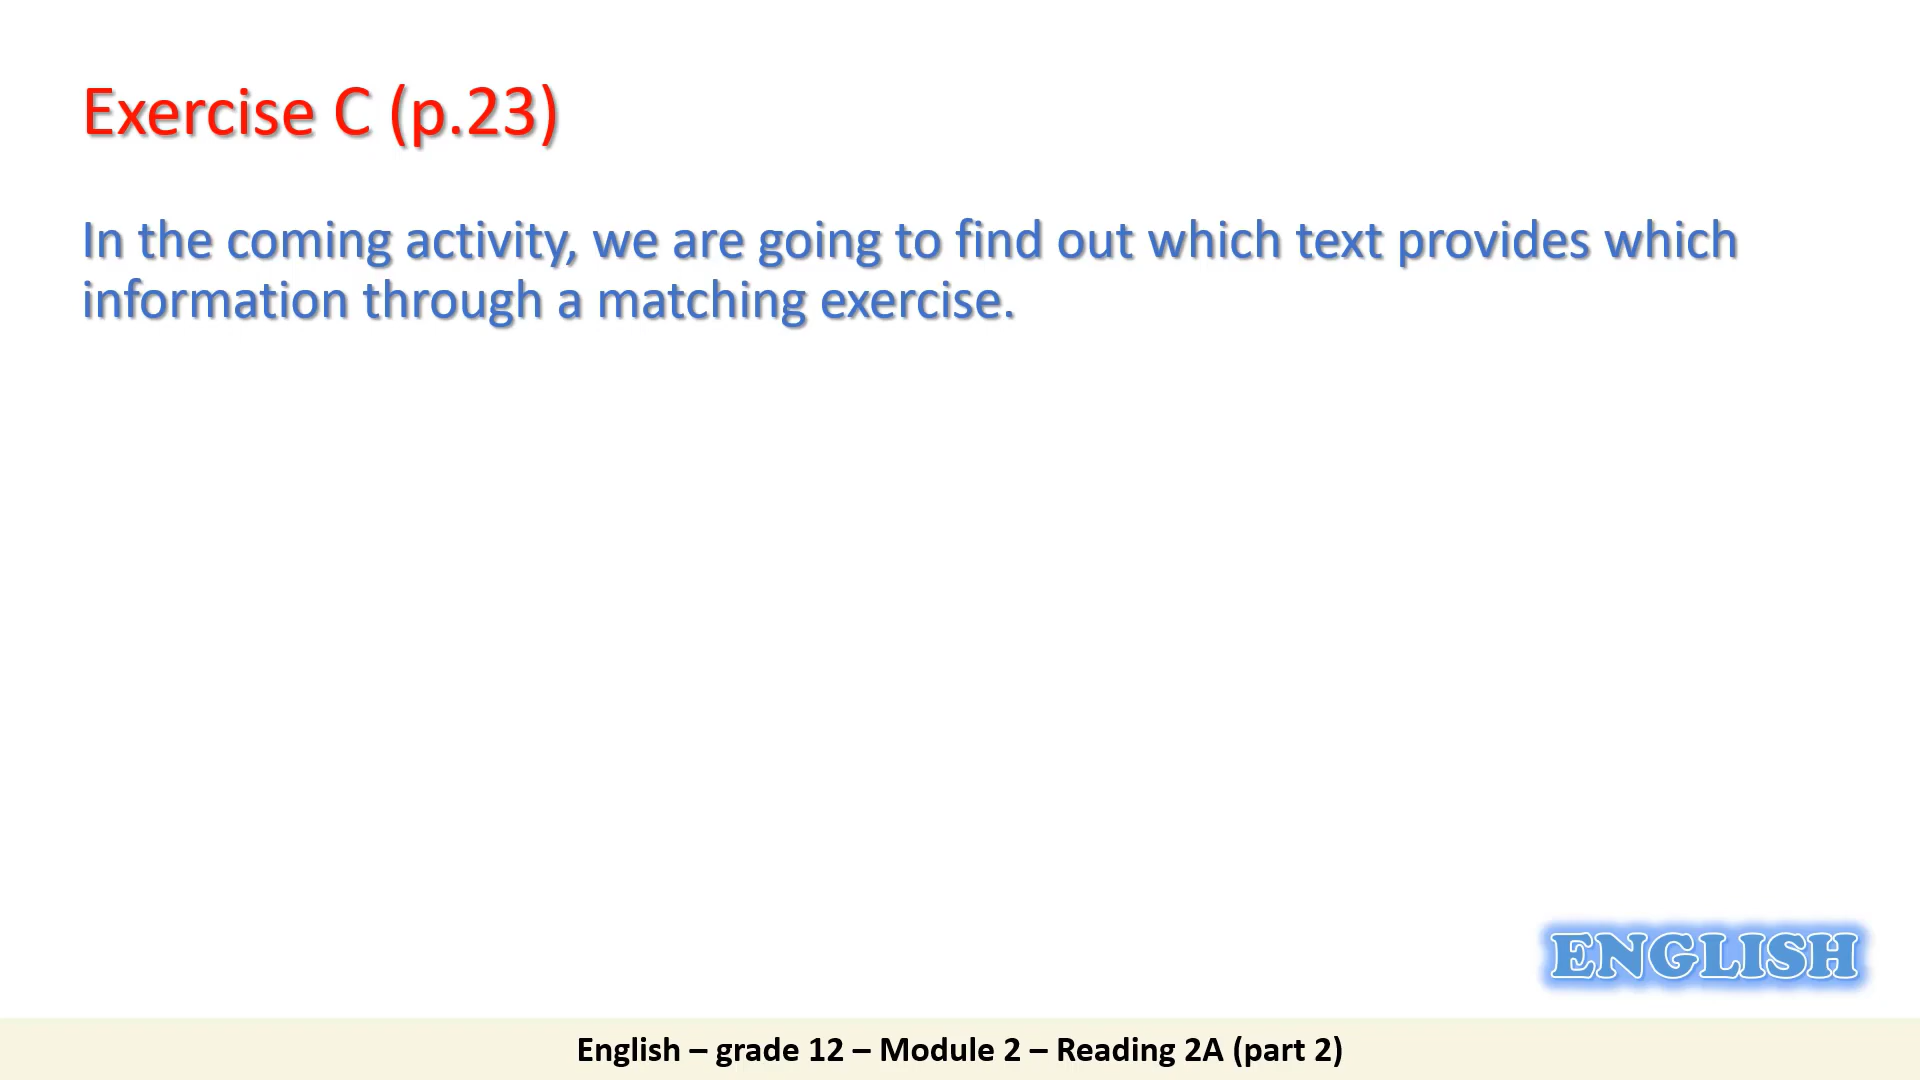 Exercise C (p.23)
In the coming activity, we are going to find out which text provides which
information through a matching exercise.
ENGLISH
English – grade 12 – Module 2 – Reading 2A (part 2)